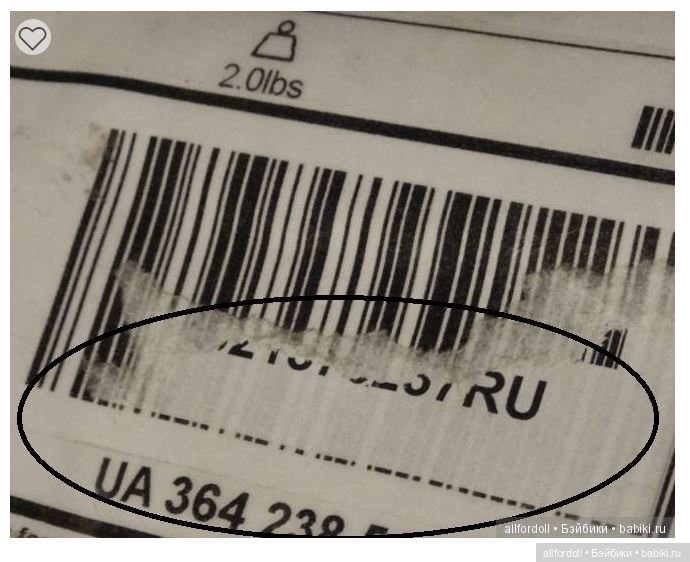 2.0lbs
RU
UA 364 238
allfordoll • Бэйбики • babiki.ru
allfordoll • Бэйбики • babiki.ru